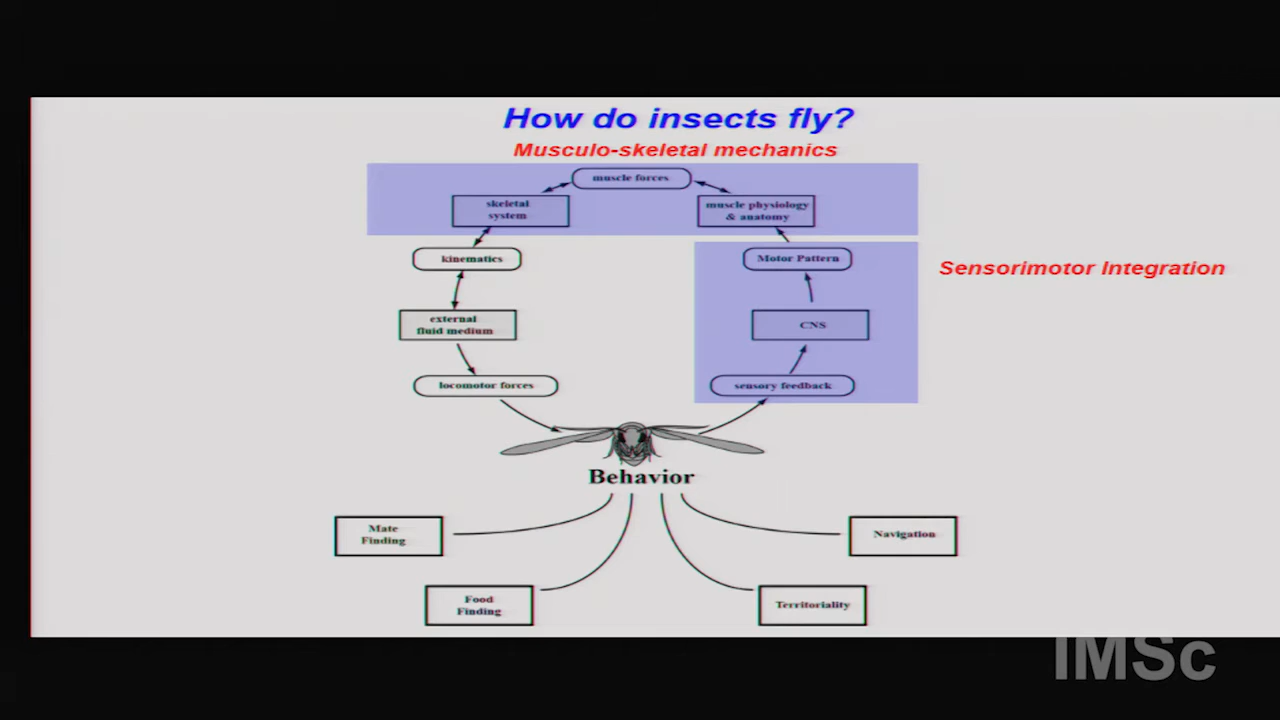 How do insects fly?
Musculo-skeletal mechanics
muscle forces
skeletal
system
muscle physiology
& anatomy
kinematics
Motor Pattern
Sensorimotor Integration
external
fluid medium
CNS
locomotor forces
sensory feedback
Behavior
Mate
Finding
Navigation
Food
Finding
Territoriality
IMSc